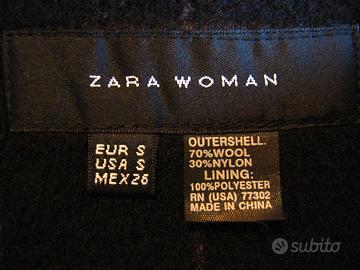 ZARA WOMAN
EUR S
USA S
MEX 26
OUTERSHELL:
70%WOOL
30%NYLON
LINING:
100%POLYESTER
RN (USA) 77302
MADE IN CHINA
subito